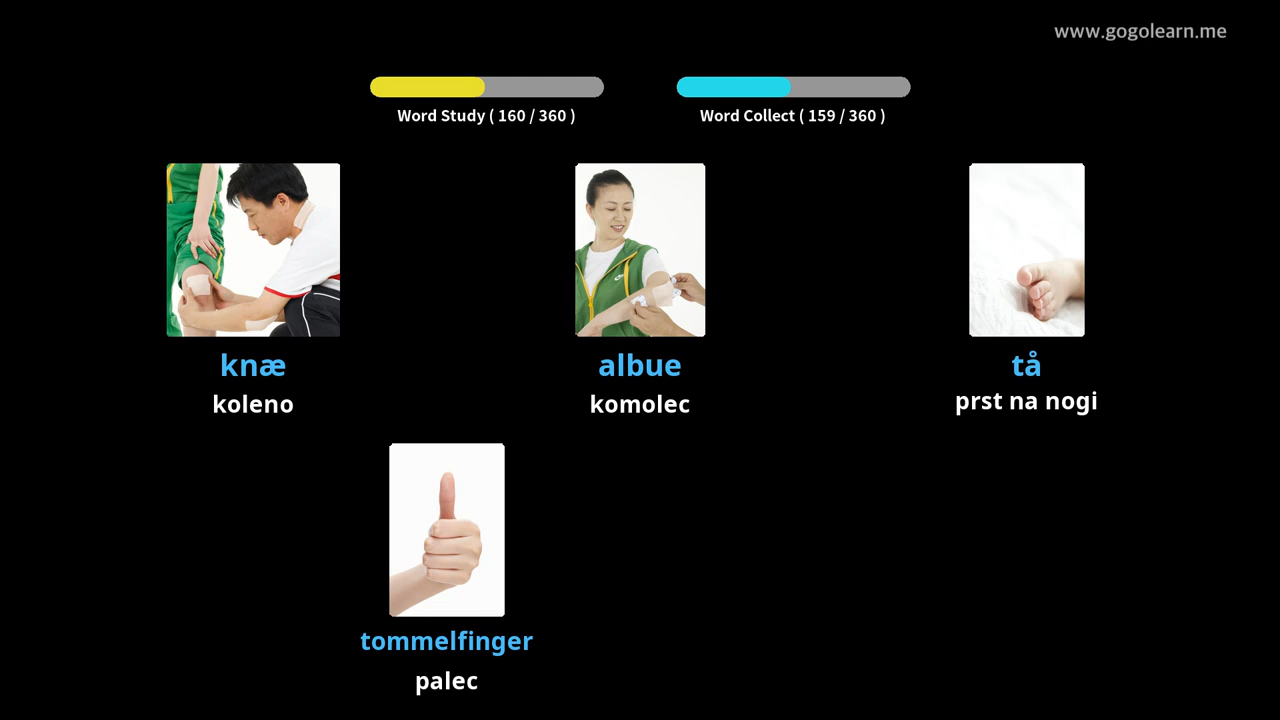 www.gogolearn.me
Word Study ( 160 / 360 )
Word Collect ( 159 / 360 )
knæ
albue
tå
koleno
komolec
prst na nogi
tommelfinger
palec